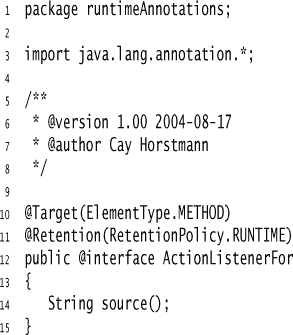 1 package runtimeAnnotations;
2
3 import java.lang.annotation.*;
4
5 /**
6  * @version 1.00 2004-08-17
7  * @author Cay Horstmann
8  */
9
10 @Target(ElementType.METHOD)
11 @Retention(RetentionPolicy.RUNTIME)
12 public @interface ActionListenerFor
13 {
14    String source();
15 }